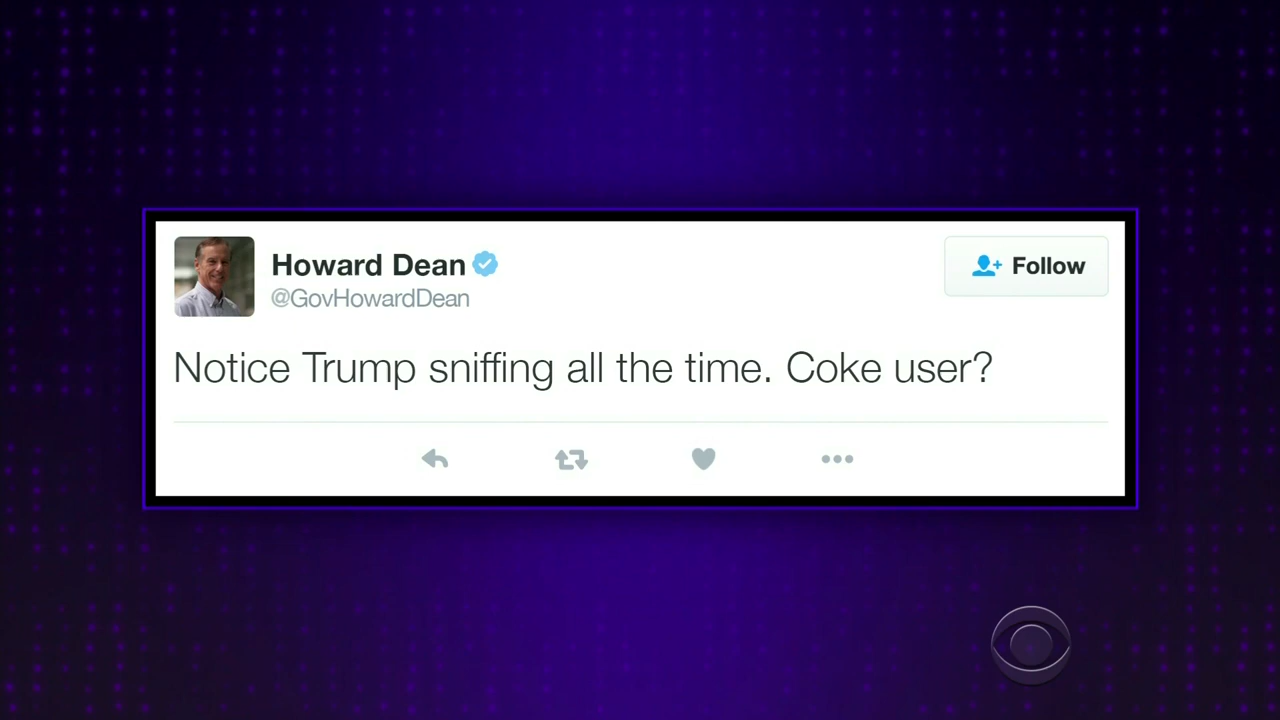 Howard Dean
@GovHowardDean
Follow
Notice Trump sniffing all the time. Coke user?